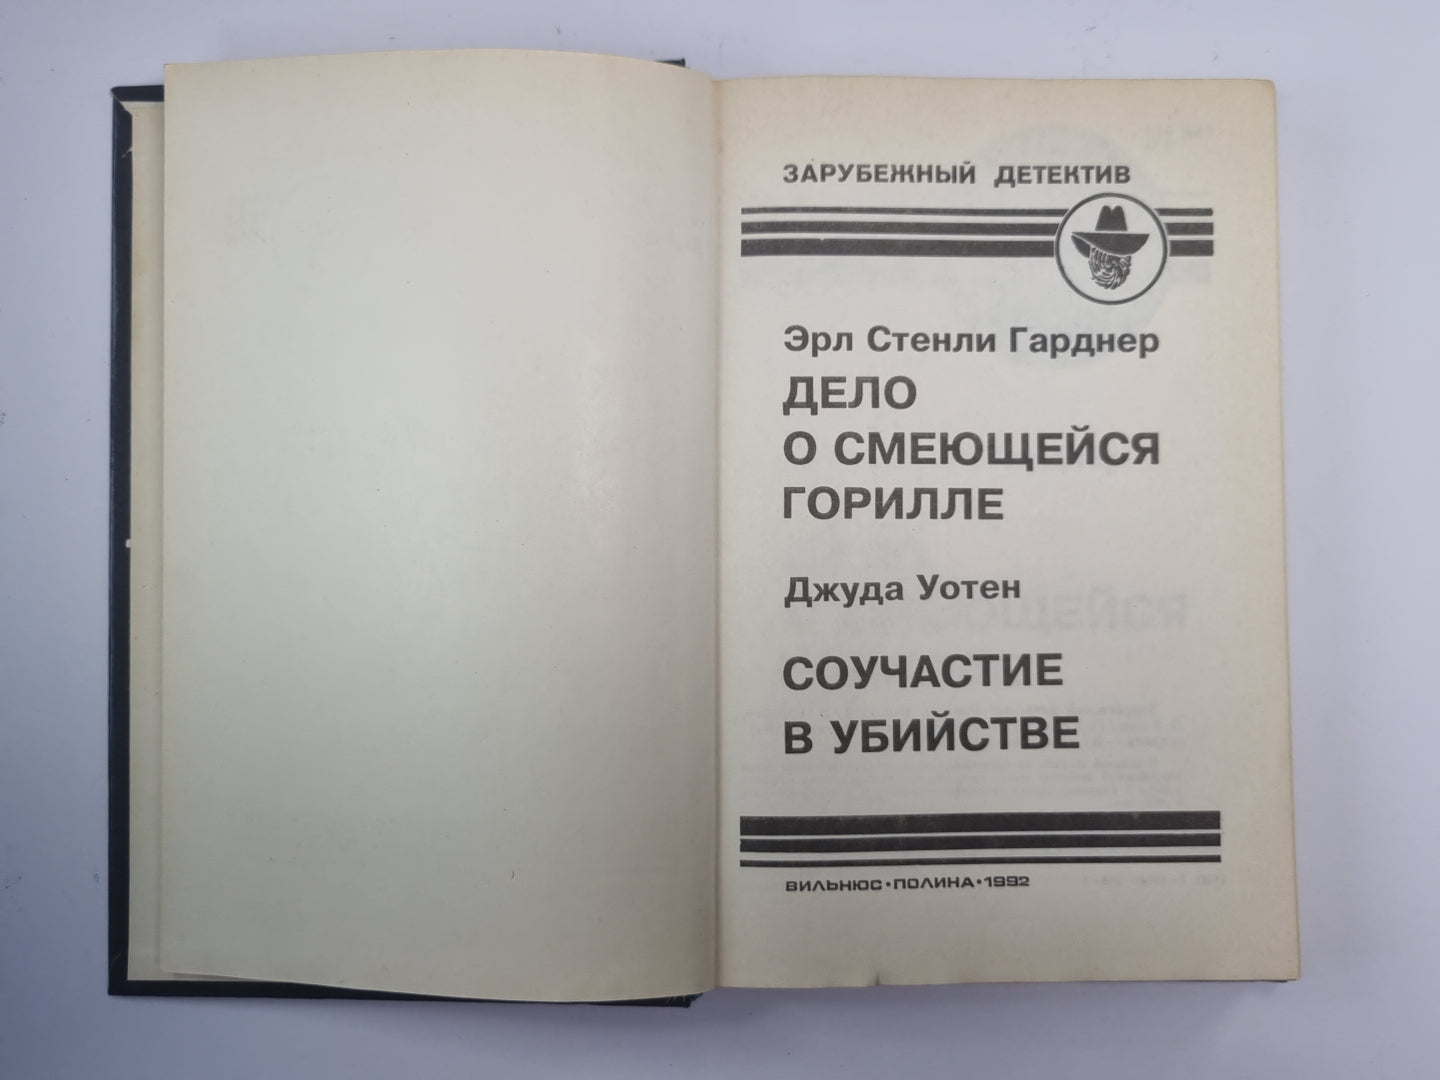 ЗАРУБЕЖНЫЙ ДЕТЕКТИВ
Эрл Стенли Гарднер
ДЕЛО
О СМЕЮЩЕЙСЯ
ГОРИЛЛЕ
Джуда Уотен
СОУЧАСТИЕ
В УБИЙСТВЕ
ВИЛЬНЮС•ПОЛИНА•1992